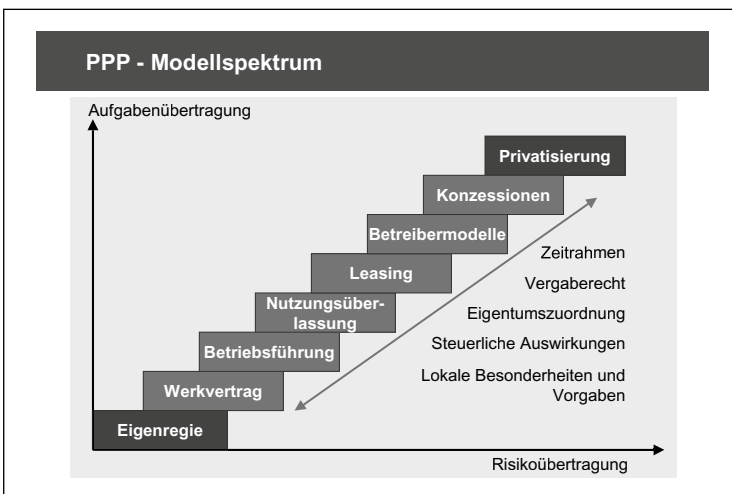 PPP - Modellspektrum
Aufgabenübertragung
Privatisierung
Konzessionen
Betreibermodelle
Leasing
Nutzungsüber-
lassung
Betriebsführung
Werkvertrag
Eigenregie
Zeitrahmen
Vergaberecht
Eigentumszuordnung
Steuerliche Auswirkungen
Lokale Besonderheiten und
Vorgaben
Risikoübertragung